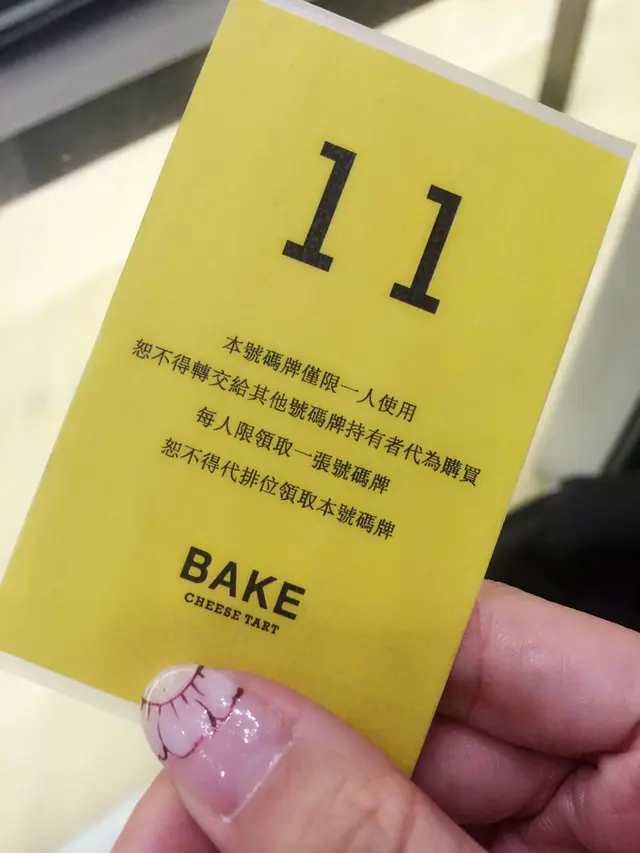 11
本號碼牌僅限一人使用
恕不得轉交給其他號碼牌持有者代為購買
每人限領取一張號碼牌
恕不得代排位領取本號碼牌
BAKE
CHEESE TART